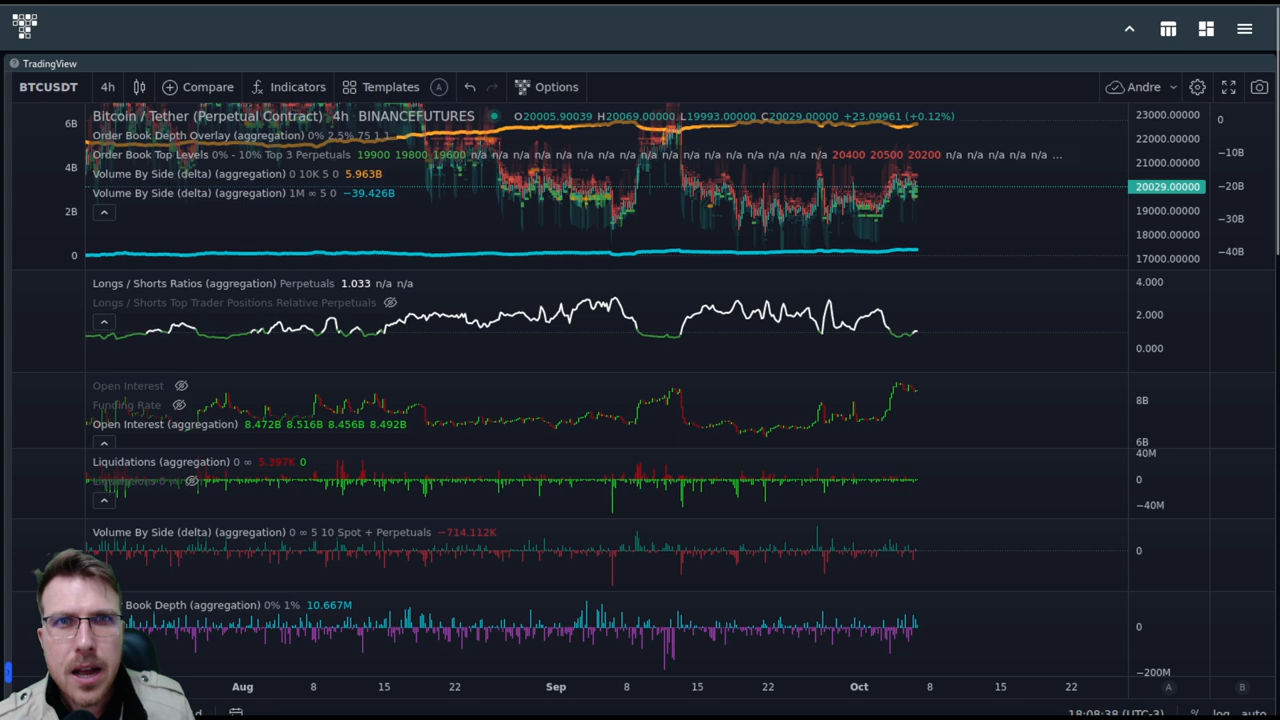 TradingView
BTCUSDT 4h Compare Indicators Templates A Options Andre
Bitcoin / Tether (Perpetual Contract) · 4h · BINANCEFUTURES O20005.90039 H20069.00000 L19993.00000 C20029.00000 +23.09961 (+0.12%)
Order Book Depth Overlay (aggregation) 0% 2.5% 75 1 1
Order Book Top Levels 0% - 10% Top 3 Perpetuals 19900 19800 19600 n/a n/a n/a n/a n/a n/a n/a n/a n/a n/a n/a n/a n/a n/a n/a n/a n/a 20400 20500 20200 n/a n/a n/a n/a n/a ...
Volume By Side (delta) (aggregation) 0 10K 5 0 5.963B
Volume By Side (delta) (aggregation) 1M ∞ 5 0 −39.426B
6B
4B
2B
0
23000.00000
22000.00000
21000.00000
20029.00000
19000.00000
18000.00000
17000.00000
0
−10B
−20B
−30B
−40B
Longs / Shorts Ratios (aggregation) Perpetuals 1.033 n/a n/a
Longs / Shorts Top Trader Positions Relative Perpetuals
4.000
2.000
0.000
Open Interest
Funding Rate
Open Interest (aggregation) 8.472B 8.516B 8.456B 8.492B
8B
6B
Liquidations (aggregation) 0 ∞ 5.397K 0
40M
0
−40M
Volume By Side (delta) (aggregation) 0 ∞ 5 10 Spot + Perpetuals −714.112K
0
Book Depth (aggregation) 0% 1% 10.667M
0
−200M
Aug 8 15 22 Sep 8 15 22 Oct 8 15 22 A B
18:08:38 (UTC-3) % log auto